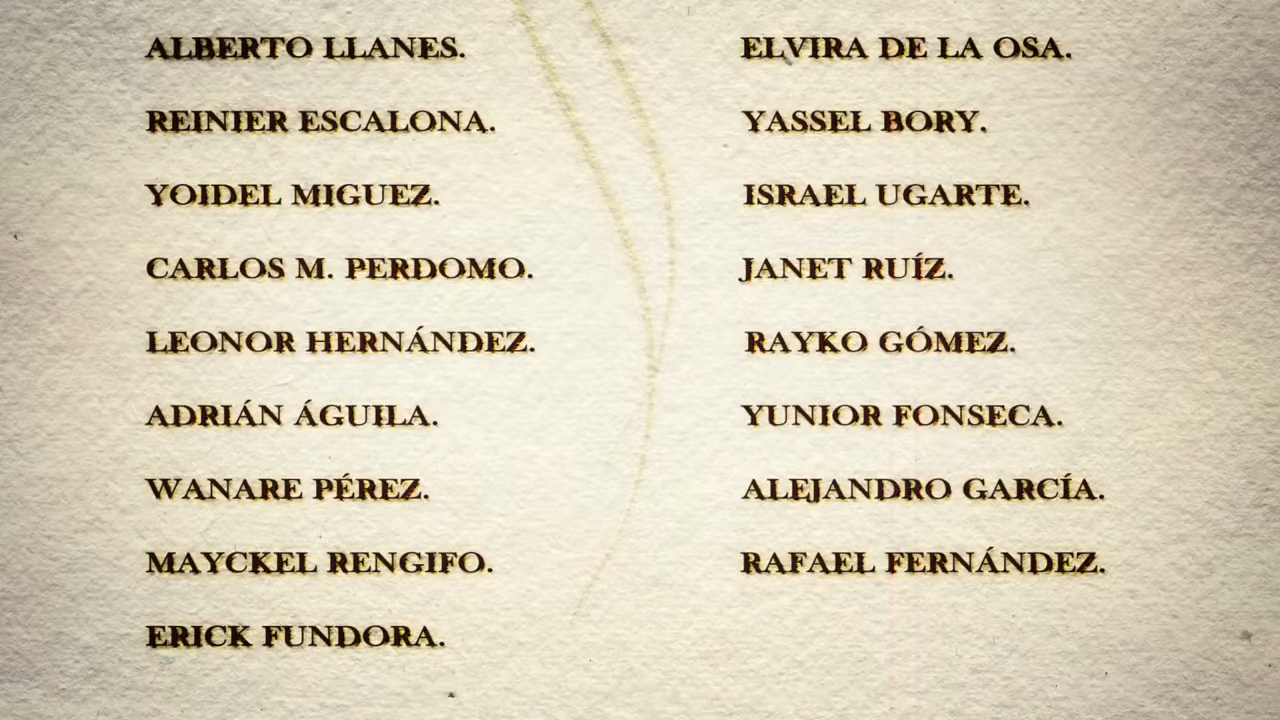 ALBERTO LLANES.
REINIER ESCALONA.
YOIDEL MIGUEZ.
CARLOS M. PERDOMO.
LEONOR HERNÁNDEZ.
ADRIÁN ÁGUILA.
WANARE PÉREZ.
MAYCKEL RENGIFO.
ERICK FUNDORA.
ELVIRA DE LA OSA.
YASSEL BORY.
ISRAEL UGARTE.
JANET RUÍZ.
RAYKO GÓMEZ.
YUNIOR FONSECA.
ALEJANDRO GARCÍA.
RAFAEL FERNÁNDEZ.